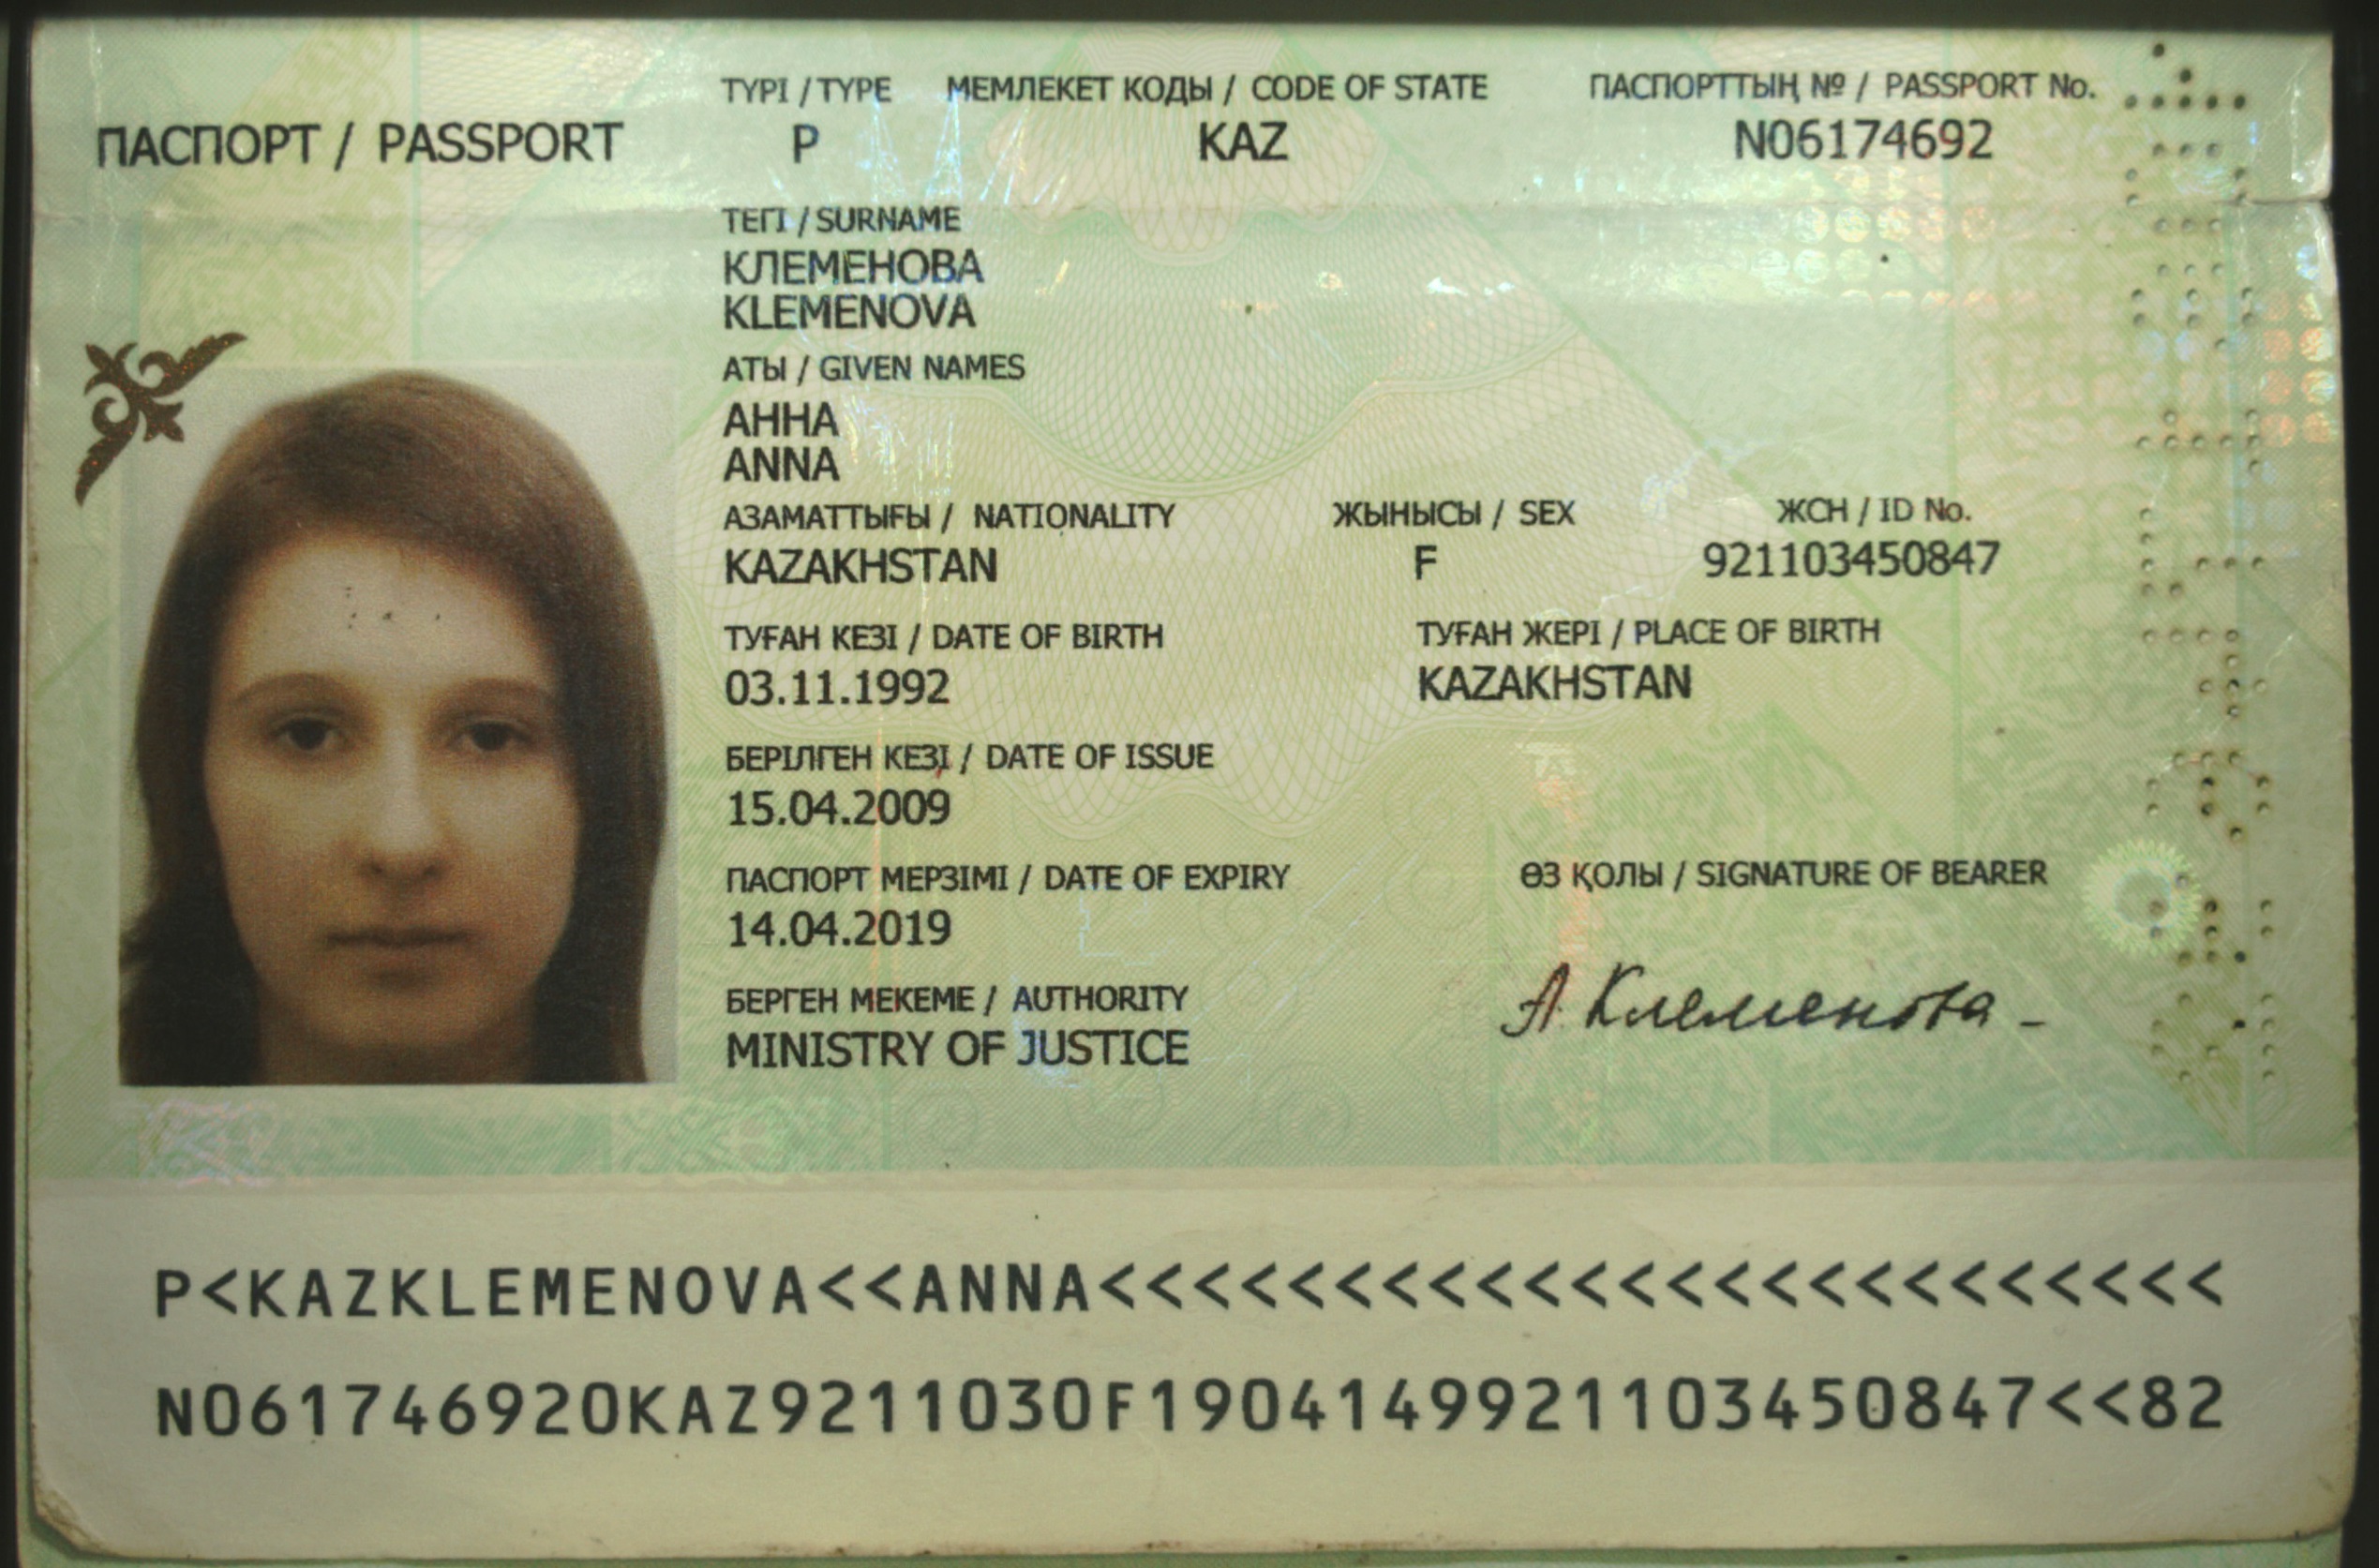 ТҮРІ / TYPE МЕМЛЕКЕТ КОДЫ / CODE OF STATE ПАСПОРТТЫҢ № / PASSPORT No.
ПАСПОРТ / PASSPORT P KAZ N06174692
ТЕГІ / SURNAME
КЛЕМЕНОВА
KLEMENOVA
АТЫ / GIVEN NAMES
АННА
ANNA
АЗАМАТТЫҒЫ / NATIONALITY ЖЫНЫСЫ / SEX ЖСН / ID No.
KAZAKHSTAN F 921103450847
ТУҒАН КЕЗІ / DATE OF BIRTH ТУҒАН ЖЕРІ / PLACE OF BIRTH
03.11.1992 KAZAKHSTAN
БЕРІЛГЕН КЕЗІ / DATE OF ISSUE
15.04.2009
ПАСПОРТ МЕРЗІМІ / DATE OF EXPIRY ӨЗ ҚОЛЫ / SIGNATURE OF BEARER
14.04.2019
А. Клеменова
БЕРГЕН МЕКЕМЕ / AUTHORITY
MINISTRY OF JUSTICE
P<KAZKLEMENOVA<<ANNA<<<<<<<<<<<<<<<<<<<<<<<<
N061746920KAZ9211030F1904149921103450847<<82